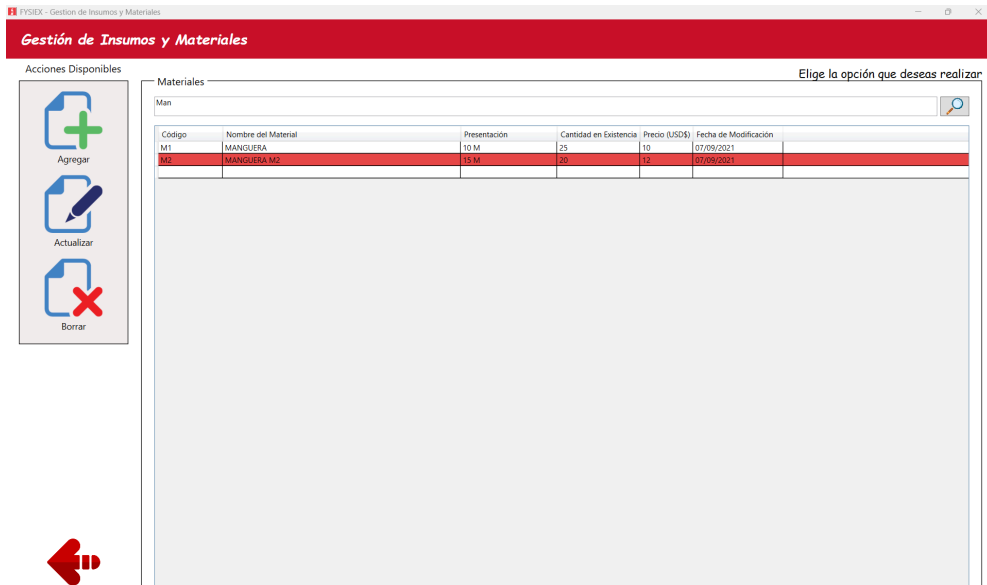 FYSIEX - Gestion de Insumos y Materiales
Gestión de Insumos y Materiales
Acciones Disponibles
Elige la opción que deseas realizar
Agregar
Actualizar
Borrar
Materiales
Man
Código Nombre del Material Presentación Cantidad en Existencia Precio (USD$) Fecha de Modificación
M1 MANGUERA 10 M 25 10 07/09/2021
M2 MANGUERA M2 15 M 20 12 07/09/2021